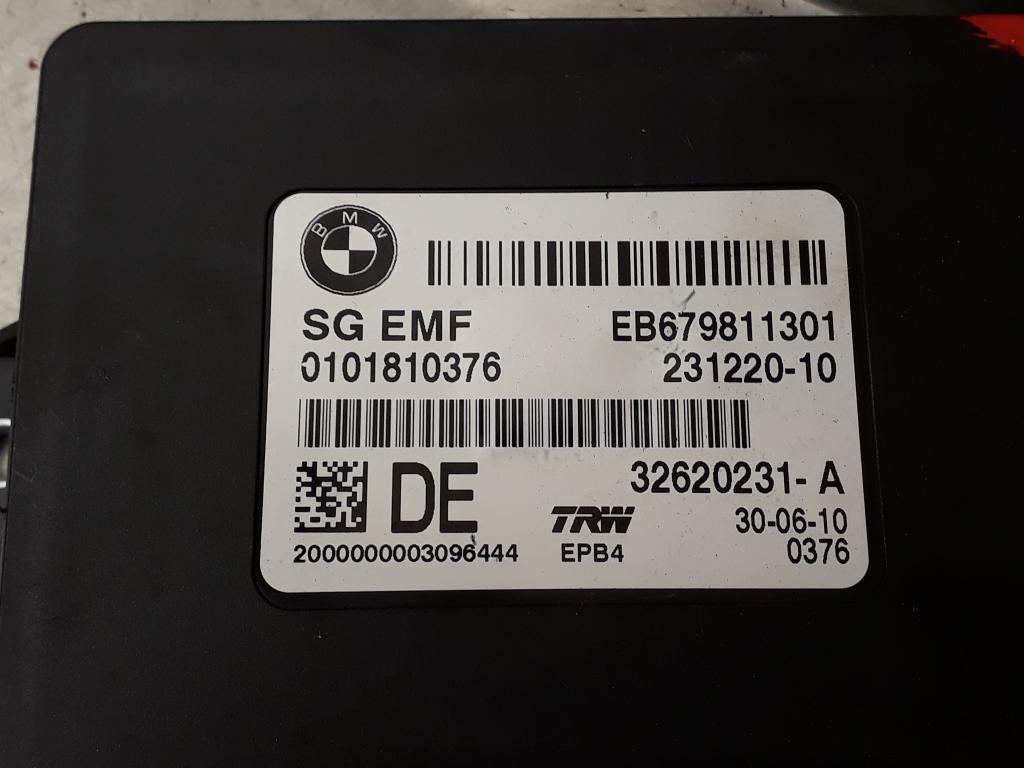 BMW
SG EMF EB679811301
0101810376 231220-10
DE 32620231- A
TRW 30-06-10
2000000003096444 EPB4 0376